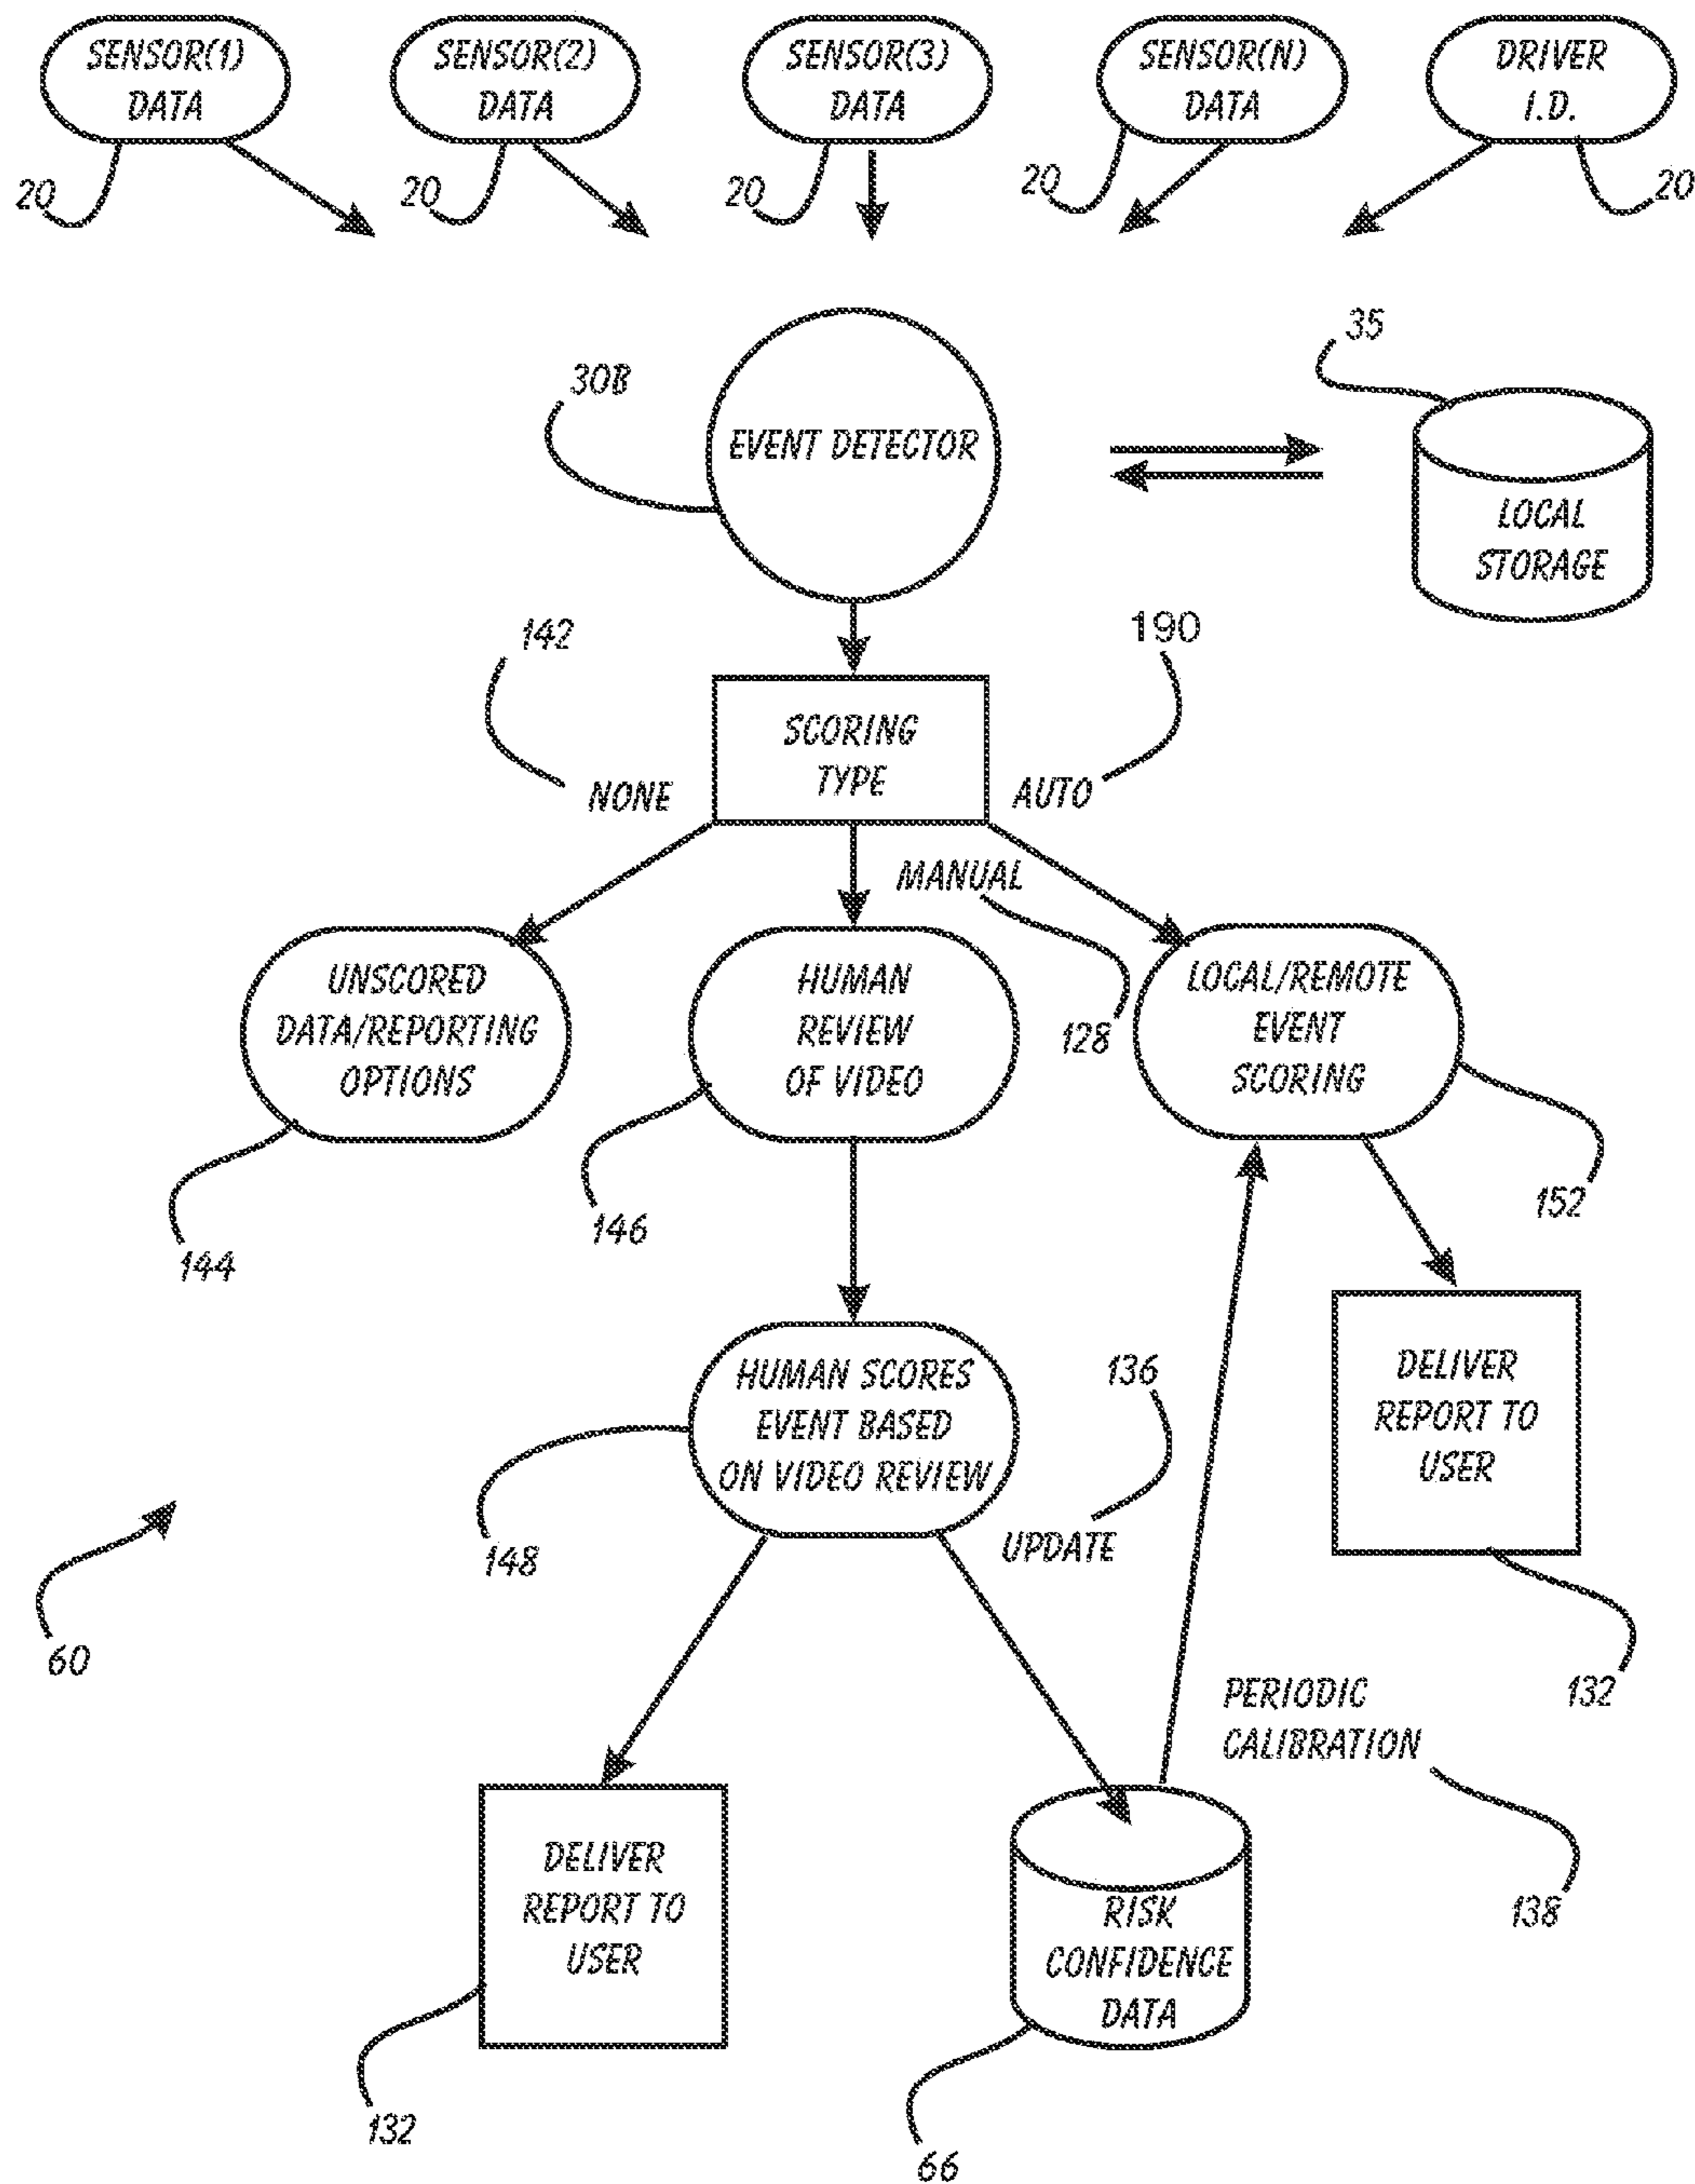 SENSOR(1)
DATA
SENSOR(2)
DATA
SENSOR(3)
DATA
SENSOR(N)
DATA
DRIVER
I.D.
20
20
20
20
20
35
30B
EVENT DETECTOR
LOCAL
STORAGE
142
190
SCORING
TYPE
NONE
AUTO
MANUAL
UNSCORED
DATA/REPORTING
OPTIONS
HUMAN
REVIEW
OF VIDEO
128
LOCAL/REMOTE
EVENT
SCORING
144
146
152
HUMAN SCORES
EVENT BASED
ON VIDEO REVIEW
136
DELIVER
REPORT TO
USER
148
UPDATE
60
132
PERIODIC
CALIBRATION
138
DELIVER
REPORT TO
USER
RISK
CONFIDENCE
DATA
132
66